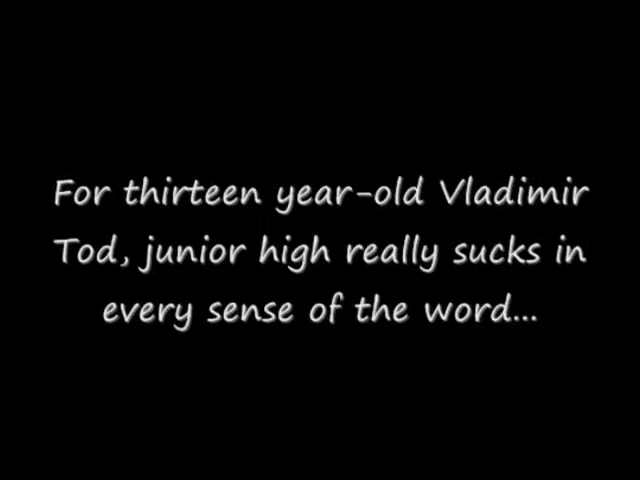 For thirteen year-old Vladimir
Tod, junior high really sucks in
every sense of the word...